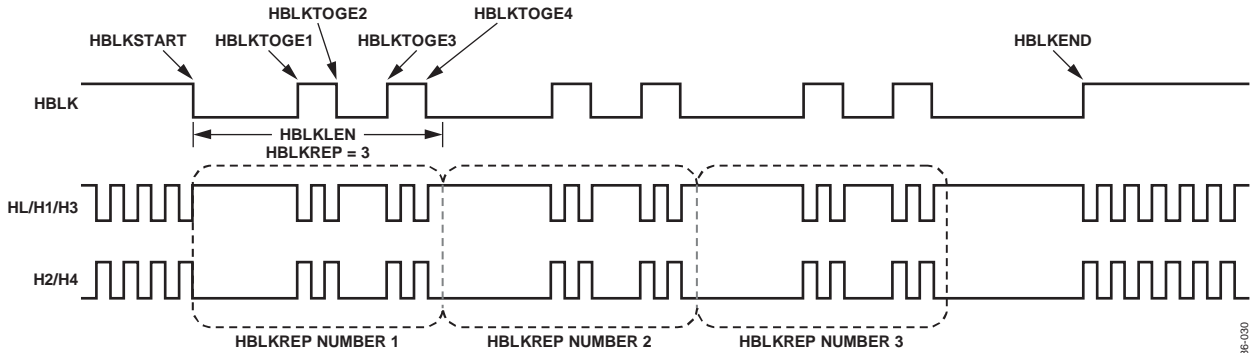 HBLKTOGE2
HBLKTOGE4
HBLKSTART
HBLKTOGE1
HBLKTOGE3
HBLKEND
HBLK
HBLKLEN
HBLKREP = 3
HL/H1/H3
H2/H4
HBLKREP NUMBER 1
HBLKREP NUMBER 2
HBLKREP NUMBER 3